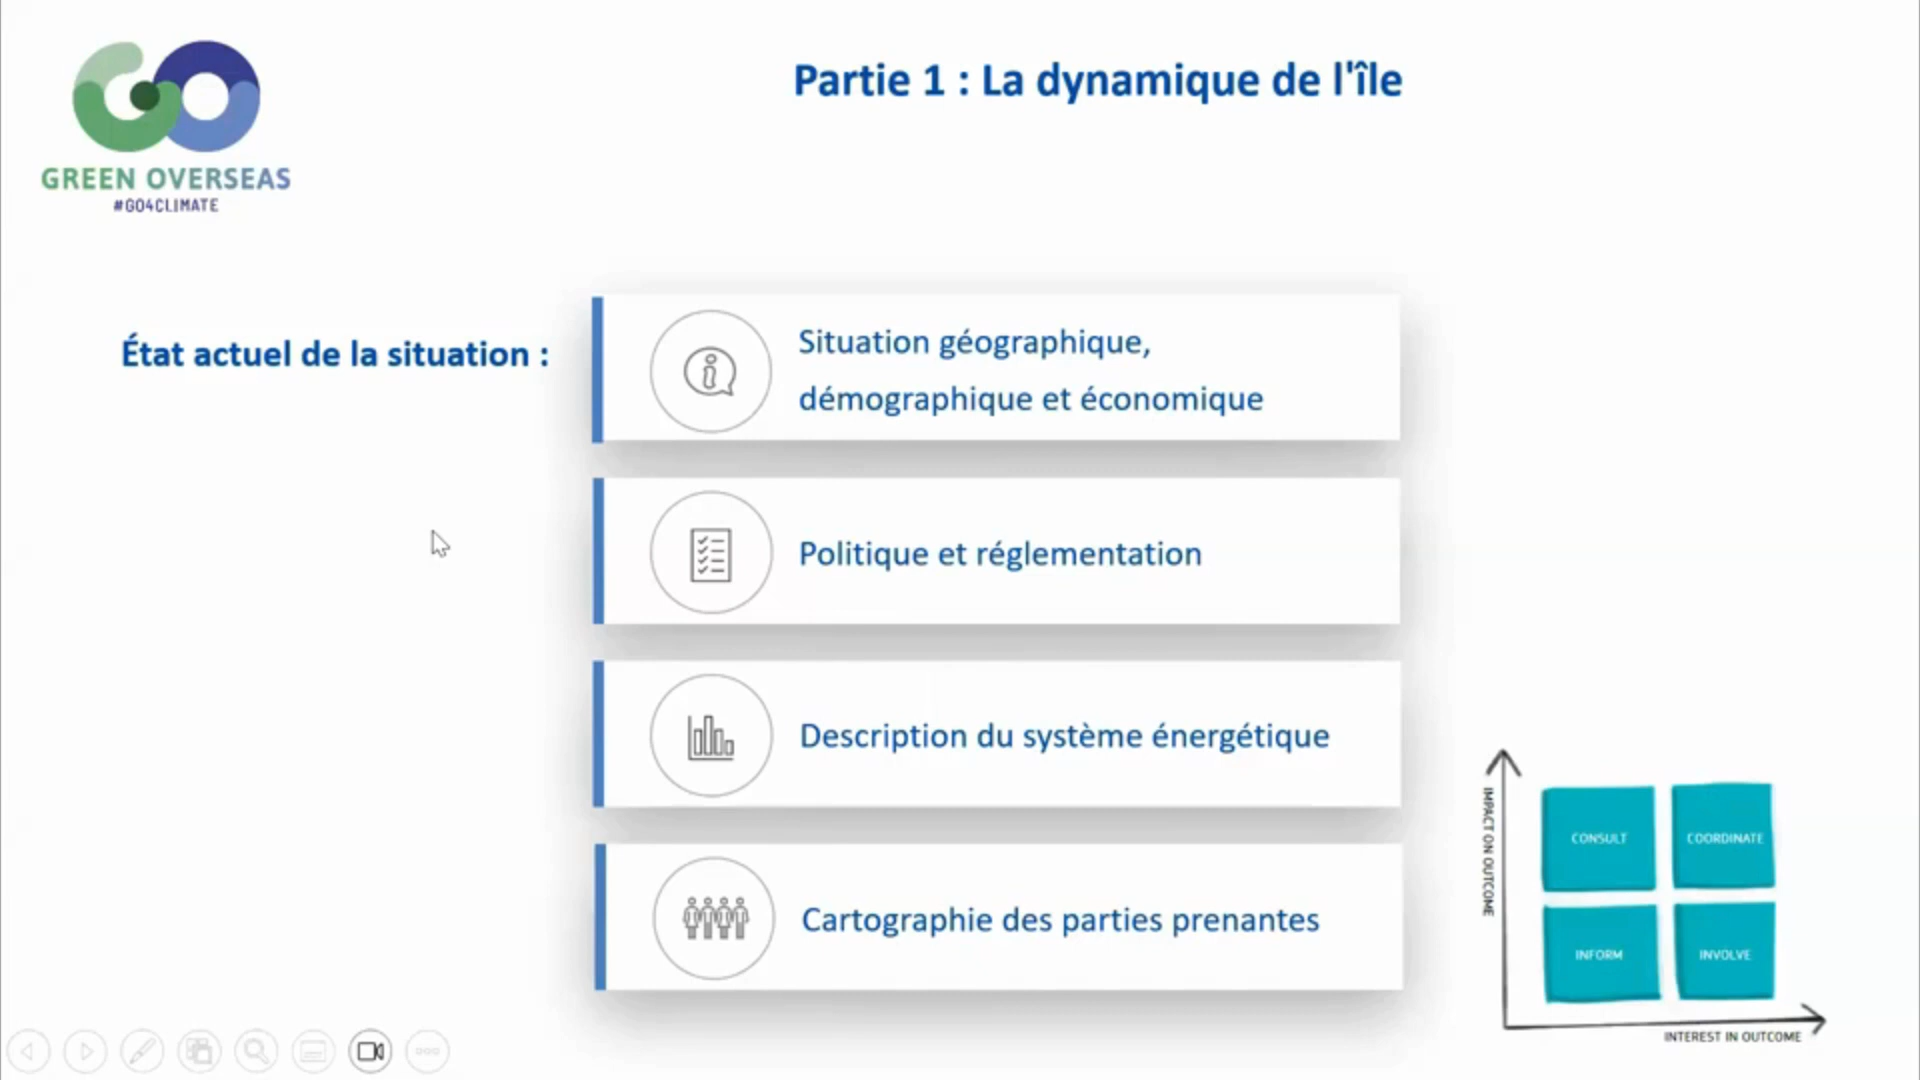 GREEN OVERSEAS
#GO4CLIMATE
Partie 1 : La dynamique de l'île
État actuel de la situation :
Situation géographique,
démographique et économique
Politique et réglementation
Description du système énergétique
Cartographie des parties prenantes
IMPACT ON OUTCOME
CONSULT
COORDINATE
INFORM
INVOLVE
INTEREST IN OUTCOME